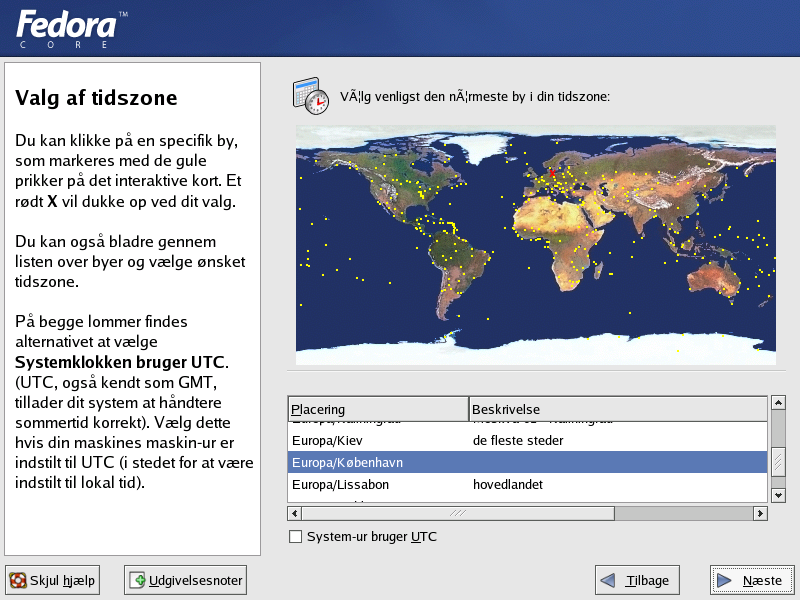 Fedora™
CORE
Valg af tidszone
Du kan klikke på en specifik by,
som markeres med de gule
prikker på det interaktive kort. Et
rødt X vil dukke op ved dit valg.
Du kan også bladre gennem
listen over byer og vælge ønsket
tidszone.
På begge lommer findes
alternativet at vælge
Systemklokken bruger UTC.
(UTC, også kendt som GMT,
tillader dit system at håndtere
sommertid korrekt). Vælg dette
hvis din maskines maskin-ur er
indstilt til UTC (i stedet for at være
indstilt til lokal tid).
VÃ¦lg venligst den nÃ¦rmeste by i din tidszone:
Placering Beskrivelse
Europa/Kiev de fleste steder
Europa/København
Europa/Lissabon hovedlandet
System-ur bruger UTC
Skjul hjælp Udgivelsesnoter Tilbage Næste